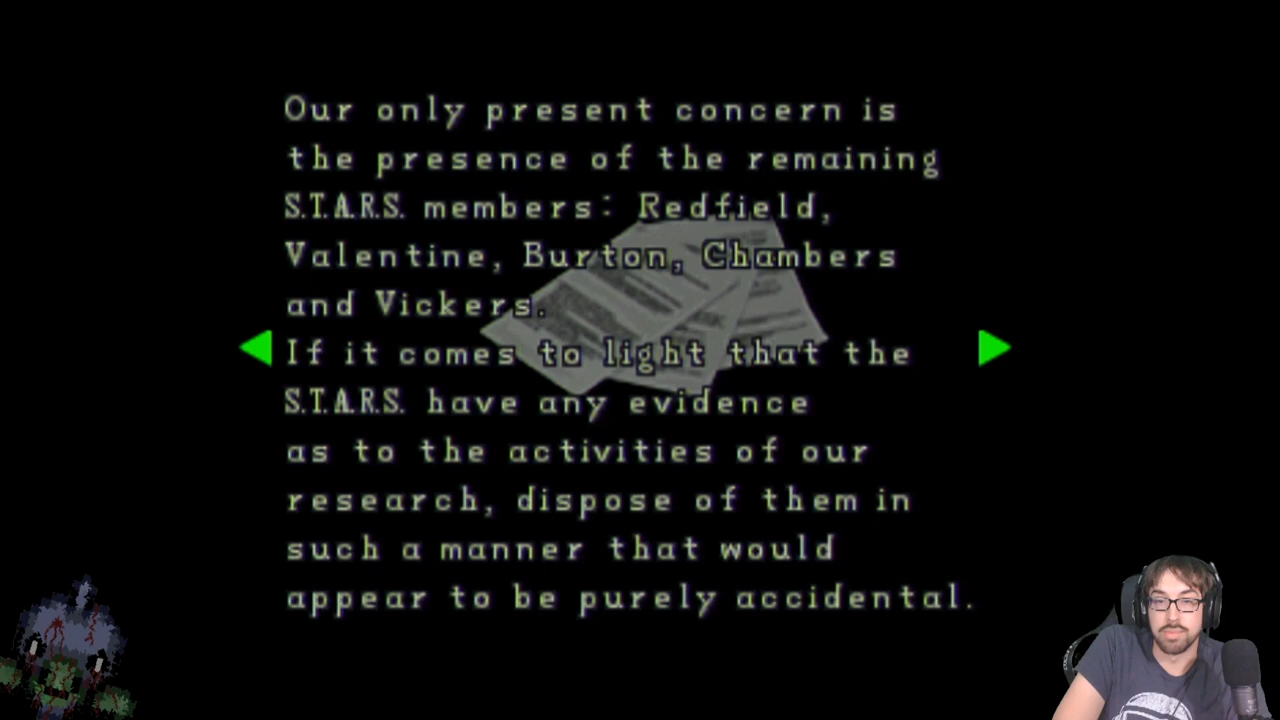 Our only present concern is
the presence of the remaining
S.T.A.R.S. members: Redfield,
Valentine, Burton, Chambers
and Vickers.
If it comes to light that the
S.T.A.R.S. have any evidence
as to the activities of our
research, dispose of them in
such a manner that would
appear to be purely accidental.